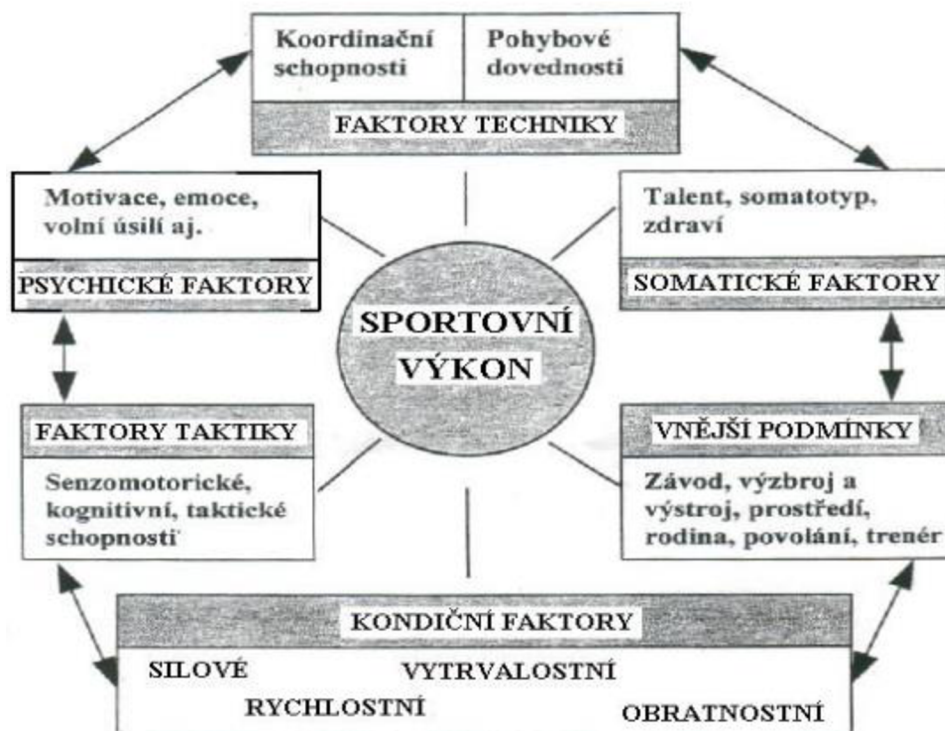 Koordinační
schopnosti
Pohybové
dovednosti
FAKTORY TECHNIKY
Motivace, emoce,
volní úsilí aj.
PSYCHICKÉ FAKTORY
Talent, somatotyp,
zdraví
SOMATICKÉ FAKTORY
SPORTOVNÍ
VÝKON
FAKTORY TAKTIKY
Senzomotorické,
kognitivní, taktické
schopnosti
VNĚJŠÍ PODMÍNKY
Závod, výzbroj a
výstroj, prostředí,
rodina, povolání, trenér
KONDIČNÍ FAKTORY
SILOVÉ
VYTRVALOSTNÍ
RYCHLOSTNÍ
OBRATNOSTNÍ